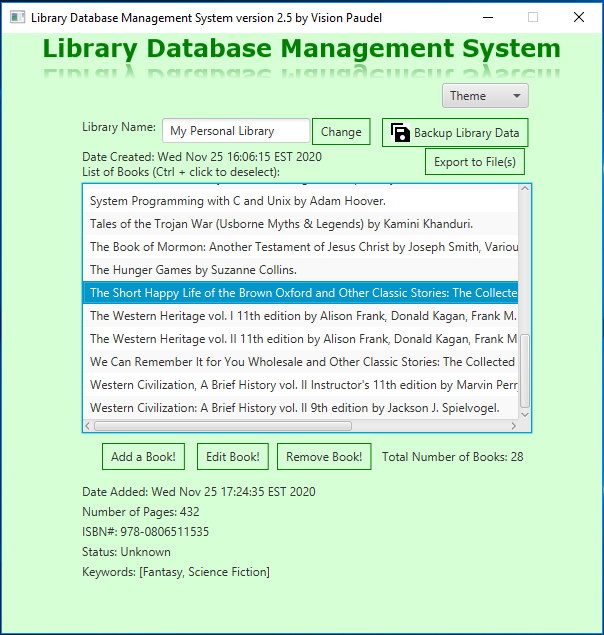 Library Database Management System version 2.5 by Vision Paudel
Library Database Management System
Theme
Library Name: My Personal Library Change Backup Library Data
Date Created: Wed Nov 25 16:06:15 EST 2020 Export to File(s)
List of Books (Ctrl + click to deselect):
System Programming with C and Unix by Adam Hoover.
Tales of the Trojan War (Usborne Myths & Legends) by Kamini Khanduri.
The Book of Mormon: Another Testament of Jesus Christ by Joseph Smith, Variou
The Hunger Games by Suzanne Collins.
The Short Happy Life of the Brown Oxford and Other Classic Stories: The Collecte
The Western Heritage vol. I 11th edition by Alison Frank, Donald Kagan, Frank M.
The Western Heritage vol. II 11th edition by Alison Frank, Donald Kagan, Frank M
We Can Remember It for You Wholesale and Other Classic Stories: The Collected
Western Civilization, A Brief History vol. II Instructor's 11th edition by Marvin Perr
Western Civilization: A Brief History vol. II 9th edition by Jackson J. Spielvogel.
Add a Book! Edit Book! Remove Book! Total Number of Books: 28
Date Added: Wed Nov 25 17:24:35 EST 2020
Number of Pages: 432
ISBN#: 978-0806511535
Status: Unknown
Keywords: [Fantasy, Science Fiction]